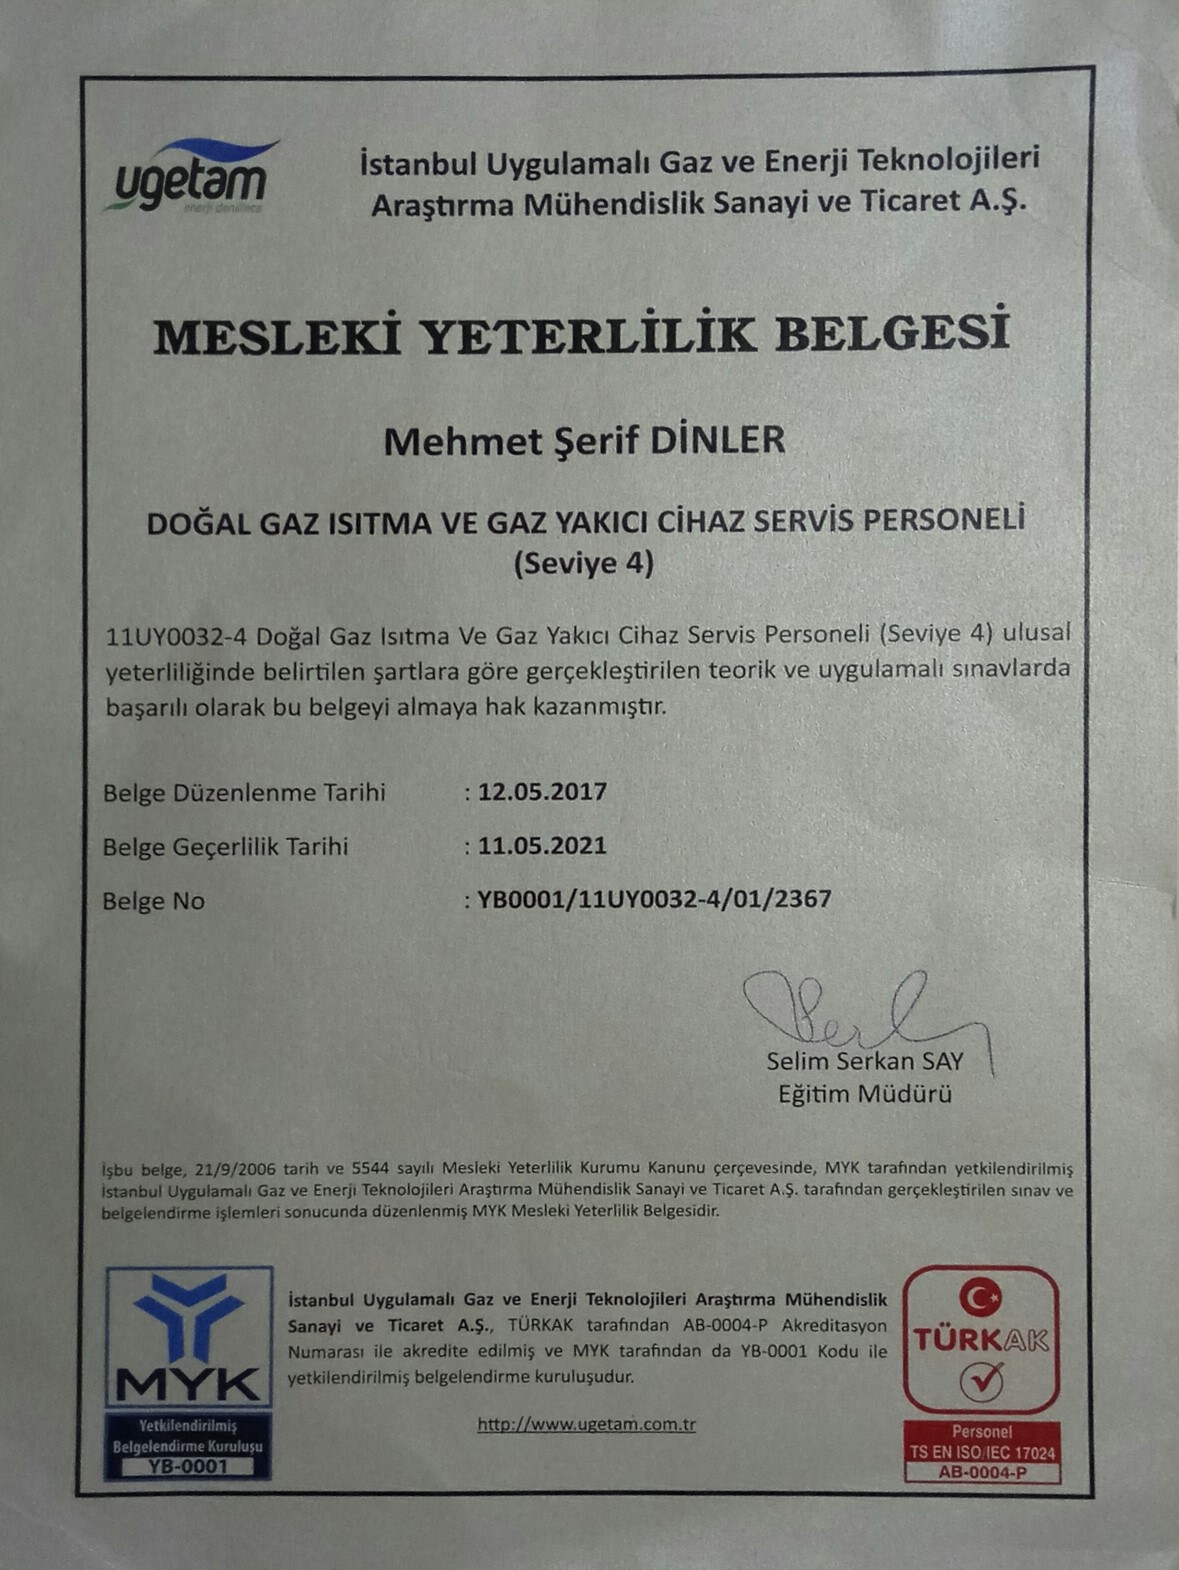 ugetam
enerji denilince
İstanbul Uygulamalı Gaz ve Enerji Teknolojileri
Araştırma Mühendislik Sanayi ve Ticaret A.Ş.
MESLEKİ YETERLİLİK BELGESİ
Mehmet Şerif DİNLER
DOĞAL GAZ ISITMA VE GAZ YAKICI CİHAZ SERVİS PERSONELİ
(Seviye 4)
11UY0032-4 Doğal Gaz Isıtma Ve Gaz Yakıcı Cihaz Servis Personeli (Seviye 4) ulusal
yeterliliğinde belirtilen şartlara göre gerçekleştirilen teorik ve uygulamalı sınavlarda
başarılı olarak bu belgeyi almaya hak kazanmıştır.
Belge Düzenlenme Tarihi : 12.05.2017
Belge Geçerlilik Tarihi : 11.05.2021
Belge No : YB0001/11UY0032-4/01/2367
Selim Serkan SAY
Eğitim Müdürü
İşbu belge, 21/9/2006 tarih ve 5544 sayılı Mesleki Yeterlilik Kurumu Kanunu çerçevesinde, MYK tarafından yetkilendirilmiş
İstanbul Uygulamalı Gaz ve Enerji Teknolojileri Araştırma Mühendislik Sanayi ve Ticaret A.Ş. tarafından gerçekleştirilen sınav ve
belgelendirme işlemleri sonucunda düzenlenmiş MYK Mesleki Yeterlilik Belgesidir.
MYK
Yetkilendirilmiş
Belgelendirme Kuruluşu
YB-0001
İstanbul Uygulamalı Gaz ve Enerji Teknolojileri Araştırma Mühendislik
Sanayi ve Ticaret A.Ş., TÜRKAK tarafından AB-0004-P Akreditasyon
Numarası ile akredite edilmiş ve MYK tarafından da YB-0001 Kodu ile
yetkilendirilmiş belgelendirme kuruluşudur.
http://www.ugetam.com.tr
TÜRKAK
Personel
TS EN ISO/IEC 17024
AB-0004-P